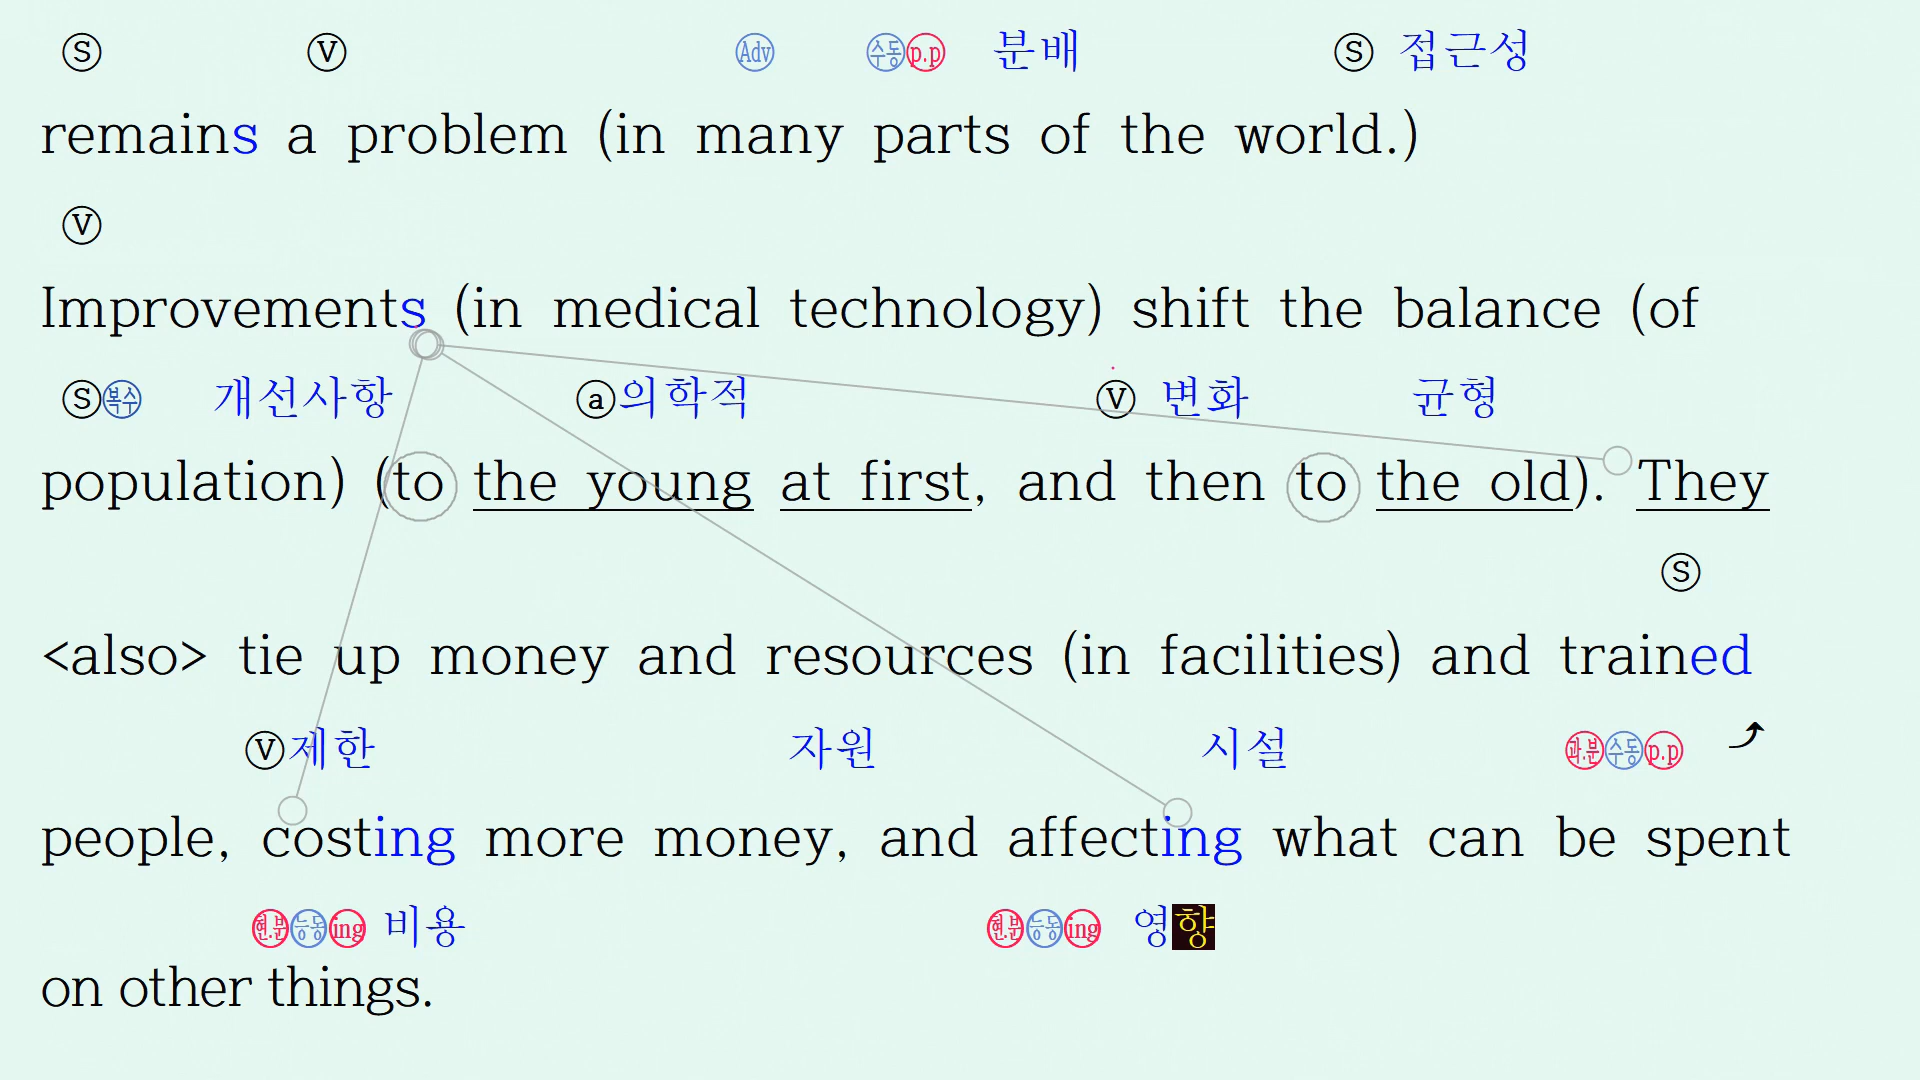 Ⓢ Ⓥ Adv 수동 p.p 분배 Ⓢ 접근성
remains a problem (in many parts of the world.)
Ⓥ
Improvements (in medical technology) shift the balance (of
Ⓢ 복수 개선사항 ⓐ의학적 Ⓥ 변화 균형
population) (to the young at first, and then to the old). They
Ⓢ
<also> tie up money and resources (in facilities) and trained
Ⓥ제한 자원 시설 과.분 수동 p.p
people, costing more money, and affecting what can be spent
현.분 능동 ing 비용 현.분 능동 ing 영향
on other things.